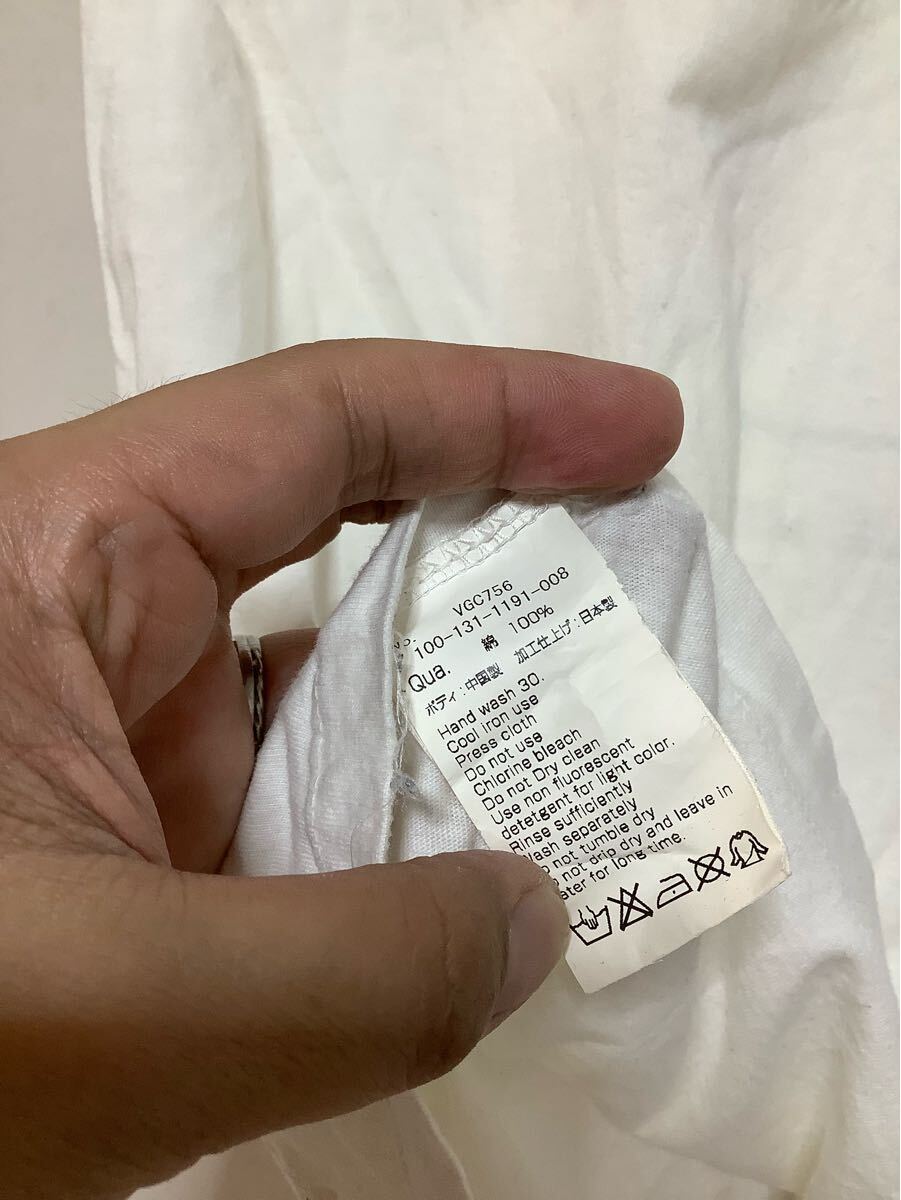 No. VGC756
100-131-1191-008
Qua. 綿 100%
ボディ:中国製 加工仕上げ:日本製
Hand wash 30.
Cool iron use
Press cloth
Do not use
Chlorine bleach
Do not Dry clean
Use non fluorescent
detetgent for light color.
Rinse sufficiently
Wash separately
not tumble dry
not drip dry and leave in
ater for long time.